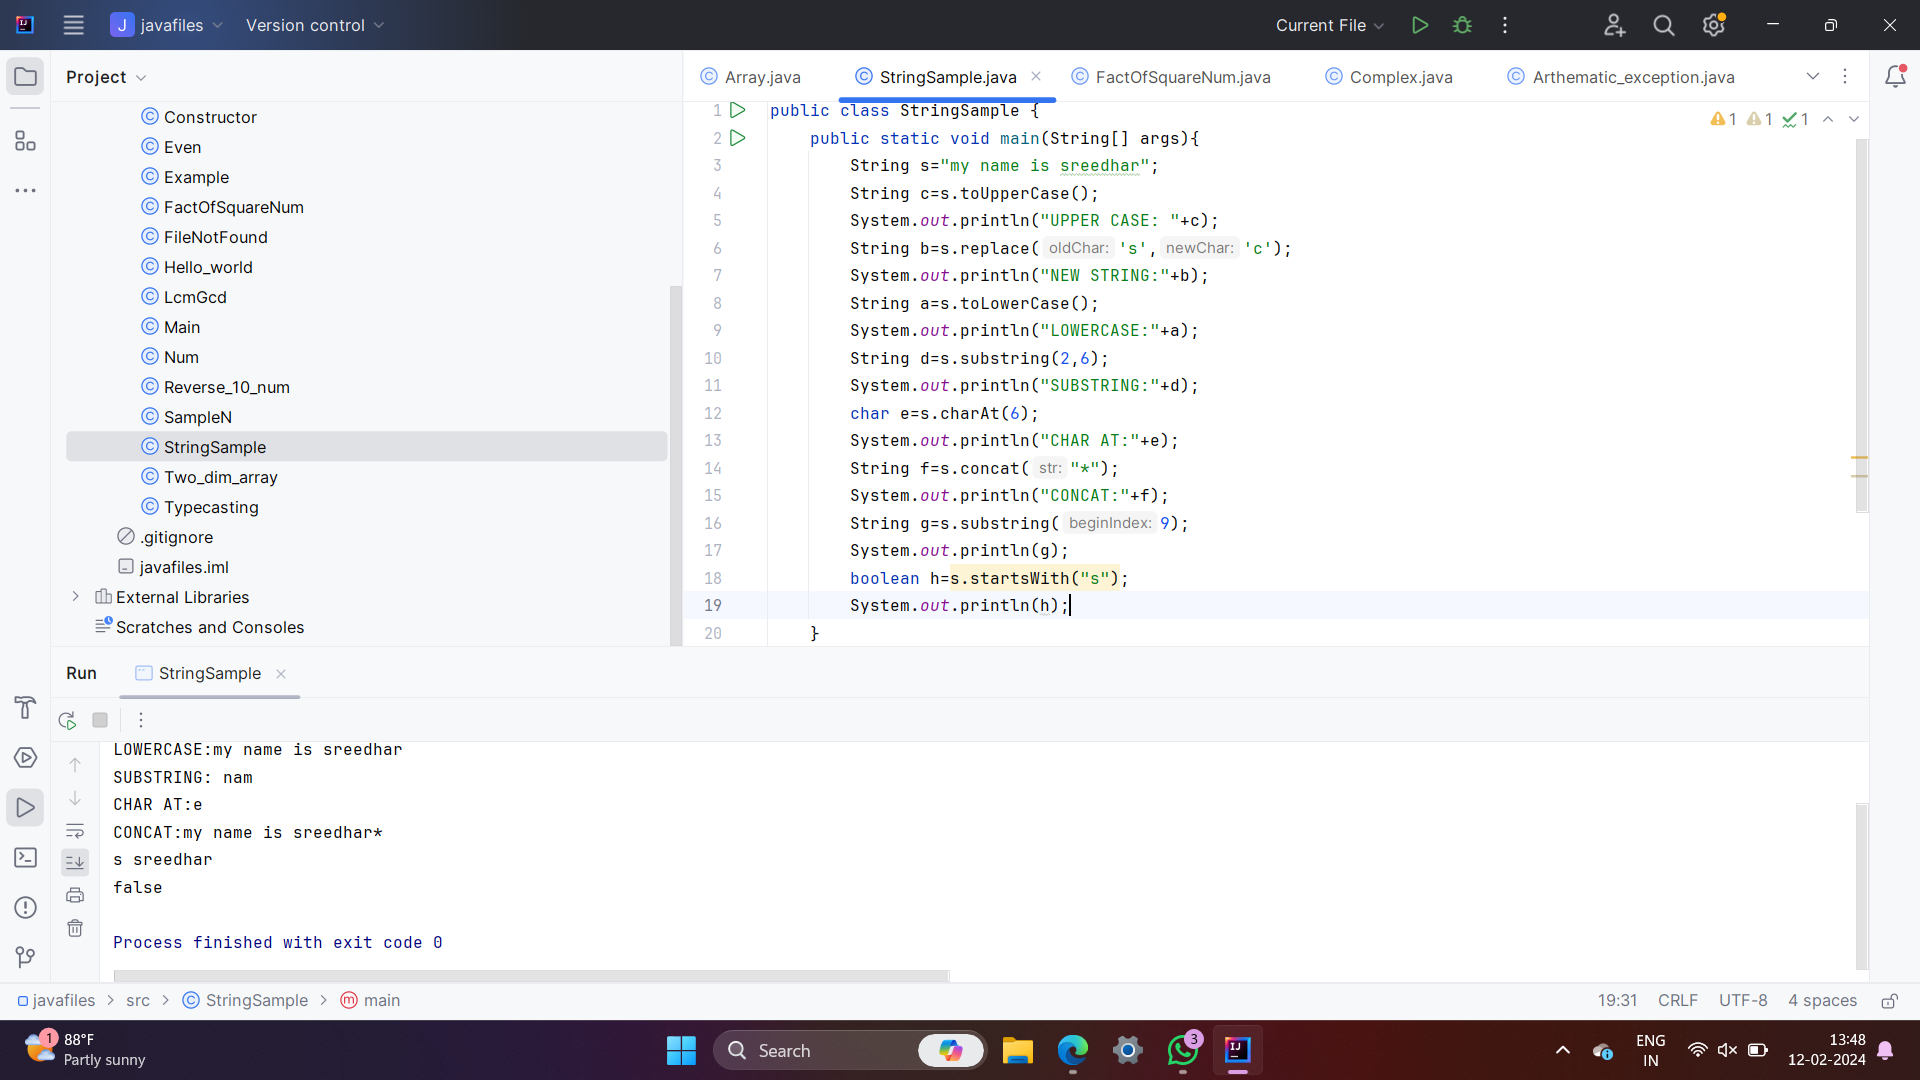 J javafiles Version control Current File
Project
Constructor
Even
Example
FactOfSquareNum
FileNotFound
Hello_world
LcmGcd
Main
Num
Reverse_10_num
SampleN
StringSample
Two_dim_array
Typecasting
.gitignore
javafiles.iml
External Libraries
Scratches and Consoles
Array.java StringSample.java FactOfSquareNum.java Complex.java Arthematic_exception.java
1 1 1
1 public class StringSample {
2 public static void main(String[] args){
3 String s="my name is sreedhar";
4 String c=s.toUpperCase();
5 System.out.println("UPPER CASE: "+c);
6 String b=s.replace( oldChar: 's', newChar: 'c');
7 System.out.println("NEW STRING:"+b);
8 String a=s.toLowerCase();
9 System.out.println("LOWERCASE:"+a);
10 String d=s.substring(2,6);
11 System.out.println("SUBSTRING:"+d);
12 char e=s.charAt(6);
13 System.out.println("CHAR AT:"+e);
14 String f=s.concat( str: "*");
15 System.out.println("CONCAT:"+f);
16 String g=s.substring( beginIndex: 9);
17 System.out.println(g);
18 boolean h=s.startsWith("s");
19 System.out.println(h);
20 }
Run StringSample
LOWERCASE:my name is sreedhar
SUBSTRING: nam
CHAR AT:e
CONCAT:my name is sreedhar*
s sreedhar
false
Process finished with exit code 0
javafiles > src > StringSample > main
19:31 CRLF UTF-8 4 spaces
1 88°F
Partly sunny
Search
3
ENG
IN
13:48
12-02-2024